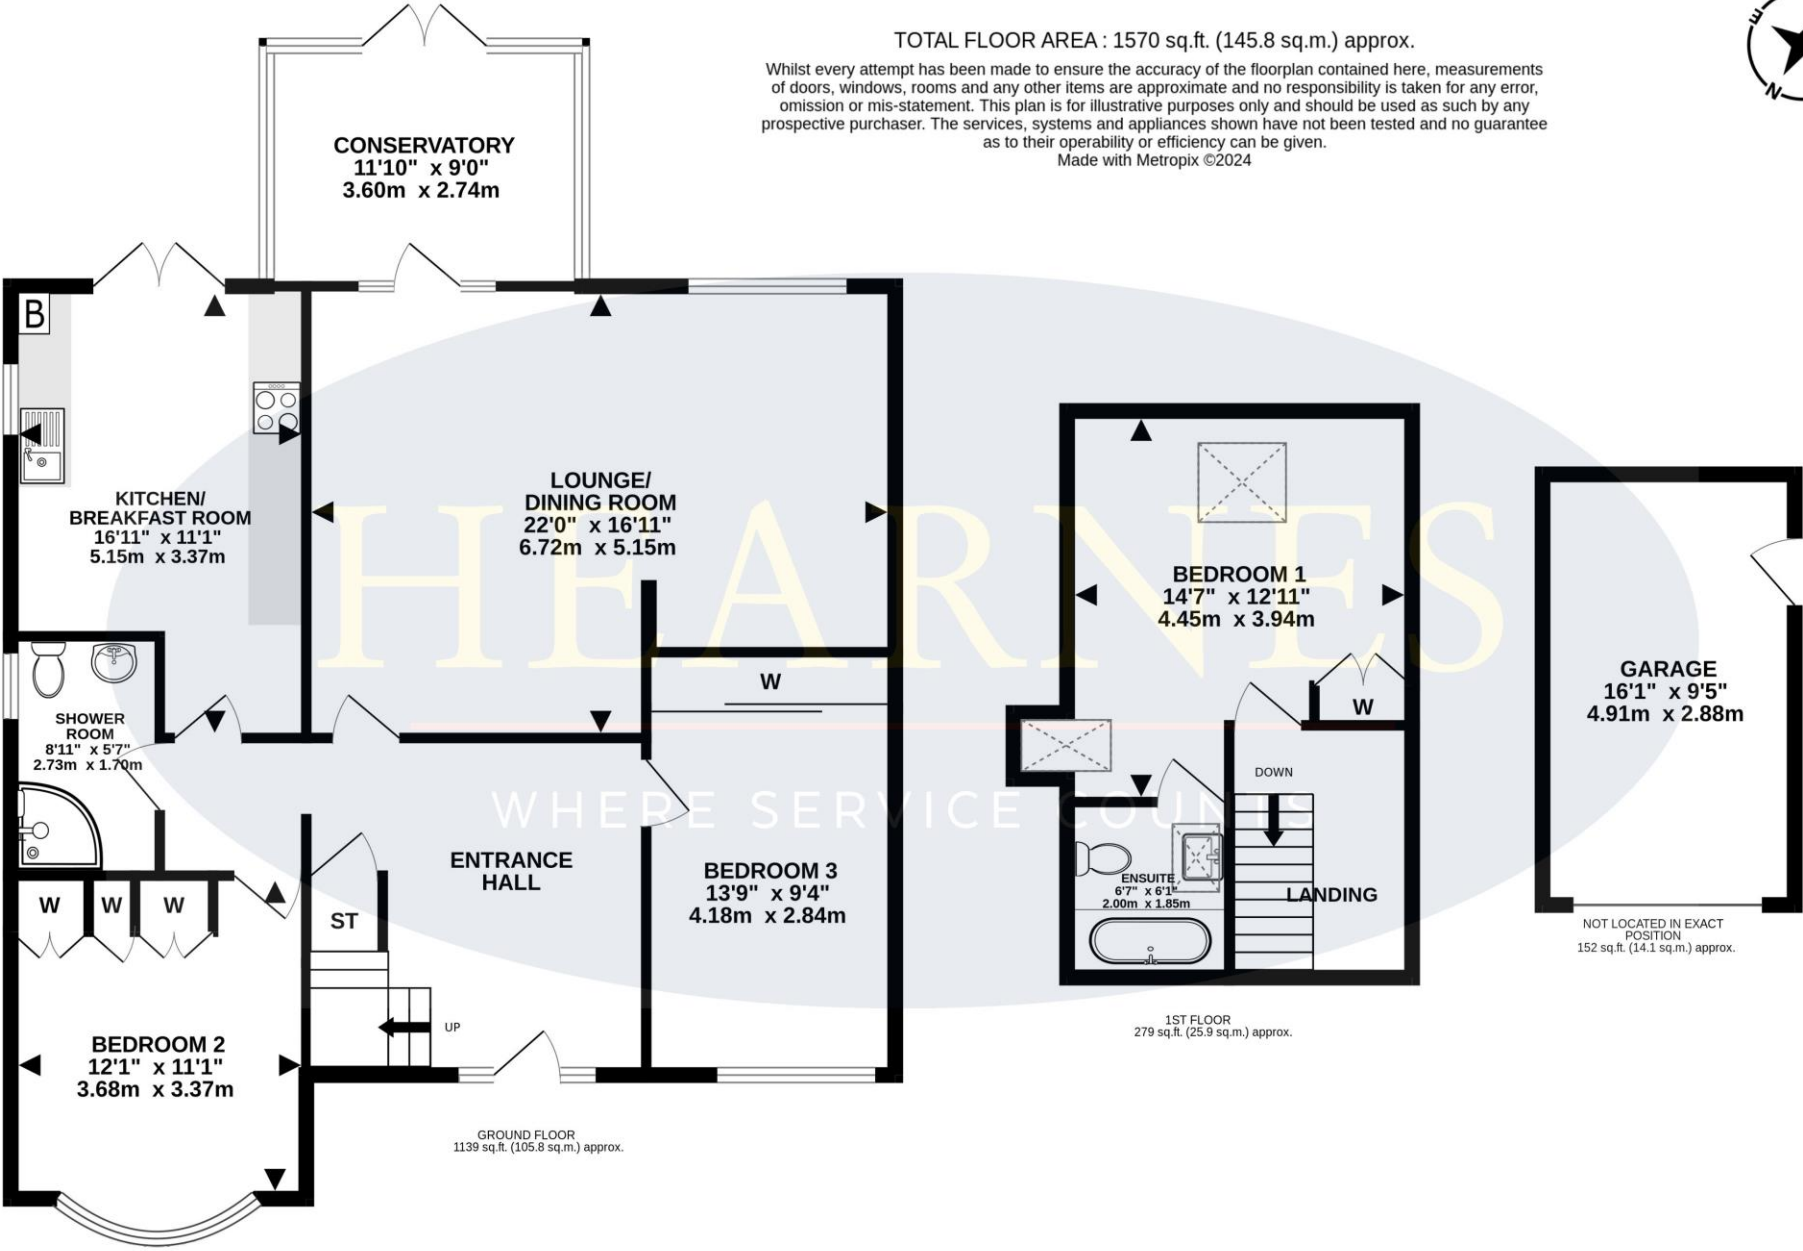 TOTAL FLOOR AREA : 1570 sq.ft. (145.8 sq.m.) approx.
Whilst every attempt has been made to ensure the accuracy of the floorplan contained here, measurements
of doors, windows, rooms and any other items are approximate and no responsibility is taken for any error,
omission or mis-statement. This plan is for illustrative purposes only and should be used as such by any
prospective purchaser. The services, systems and appliances shown have not been tested and no guarantee
as to their operability or efficiency can be given.
Made with Metropix ©2024
E
N
CONSERVATORY
11'10" x 9'0"
3.60m x 2.74m
B
KITCHEN/
BREAKFAST ROOM
16'11" x 11'1"
5.15m x 3.37m
LOUNGE/
DINING ROOM
22'0" x 16'11"
6.72m x 5.15m
HEARNES
WHERE SERVICE COUNTS
SHOWER
ROOM
8'11" x 5'7"
2.73m x 1.70m
W
W
W
W
ST
ENTRANCE
HALL
UP
BEDROOM 3
13'9" x 9'4"
4.18m x 2.84m
BEDROOM 2
12'1" x 11'1"
3.68m x 3.37m
GROUND FLOOR
1139 sq.ft. (105.8 sq.m.) approx.
BEDROOM 1
14'7" x 12'11"
4.45m x 3.94m
W
DOWN
LANDING
ENSUITE
6'7" x 6'1"
2.00m x 1.85m
1ST FLOOR
279 sq.ft. (25.9 sq.m.) approx.
GARAGE
16'1" x 9'5"
4.91m x 2.88m
NOT LOCATED IN EXACT
POSITION
152 sq.ft. (14.1 sq.m.) approx.